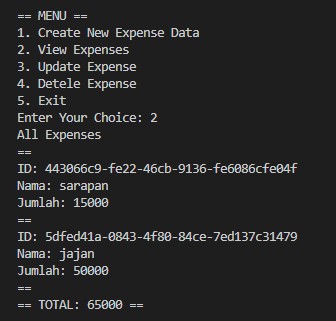 == MENU ==
1. Create New Expense Data
2. View Expenses
3. Update Expense
4. Detele Expense
5. Exit
Enter Your Choice: 2
All Expenses
==
ID: 443066c9-fe22-46cb-9136-fe6086cfe04f
Nama: sarapan
Jumlah: 15000
==
ID: 5dfed41a-0843-4f80-84ce-7ed137c31479
Nama: jajan
Jumlah: 50000
==
== TOTAL: 65000 ==